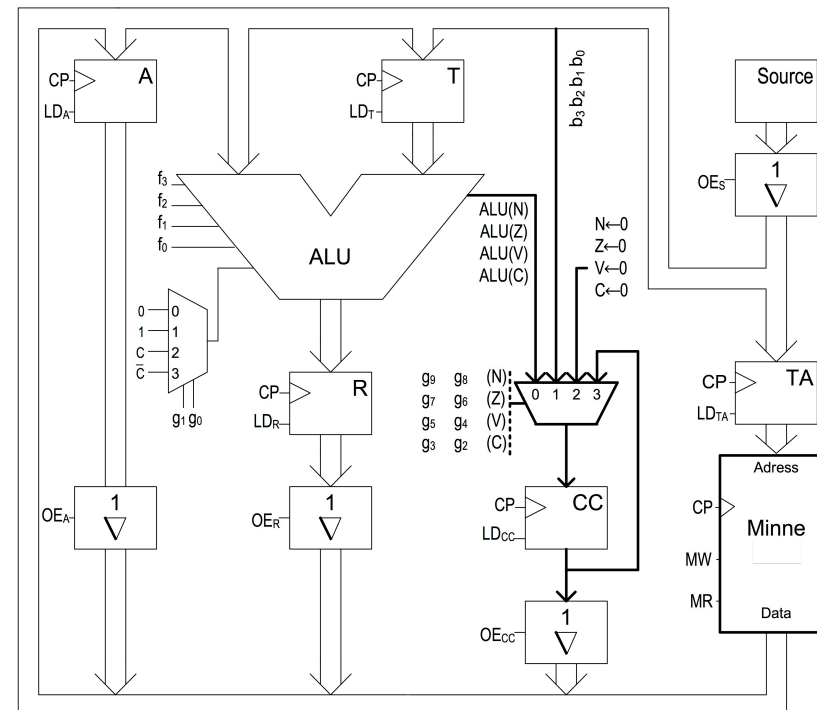 A
CP
LDA
T
CP
LDT
b3 b2 b1 b0
Source
1
OES
f3
f2
f1
f0
ALU
ALU(N)
ALU(Z)
ALU(V)
ALU(C)
N←0
Z←0
V←0
C←0
0 0
1 1
C 2
C̅ 3
g1 g0
CP
R
LDR
g9 g8 (N)
g7 g6 (Z)
g5 g4 (V)
g3 g2 (C)
0 1 2 3
CP
TA
LDTA
Adress
CP
Minne
MW
MR
Data
CP
CC
LDCC
1
OEA
1
OER
1
OECC